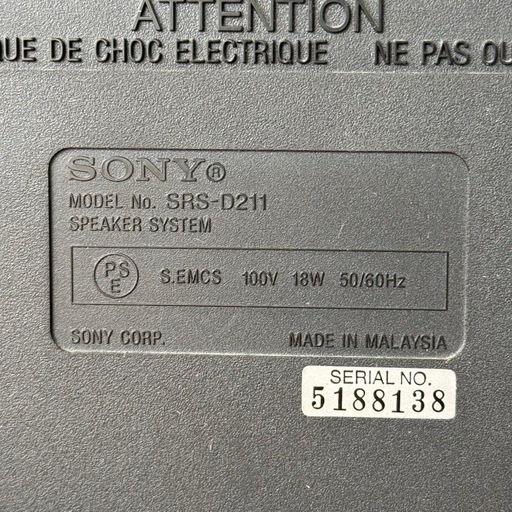 ATTENTION
UE DE CHOC ELECTRIQUE NE PAS OU
SONY®
MODEL No. SRS-D211
SPEAKER SYSTEM
PSE S.EMCS 100V 18W 50/60Hz
SONY CORP. MADE IN MALAYSIA
SERIAL NO.
5188138